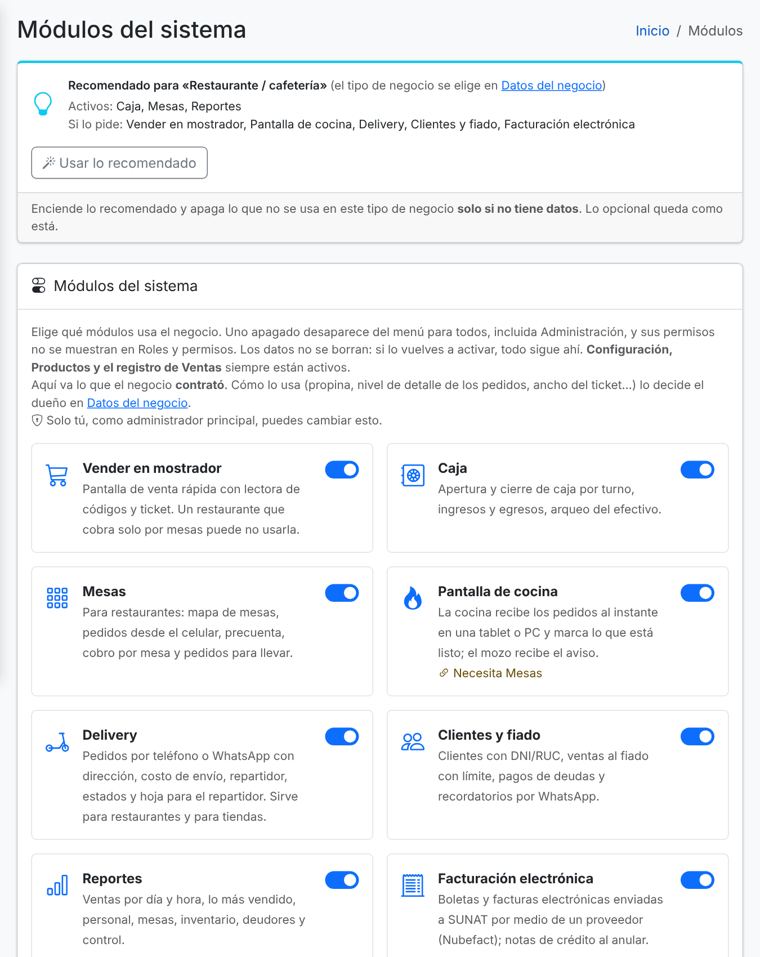 Módulos del sistema
Inicio / Módulos
Recomendado para «Restaurante / cafetería» (el tipo de negocio se elige en Datos del negocio)
Activos: Caja, Mesas, Reportes
Si lo pide: Vender en mostrador, Pantalla de cocina, Delivery, Clientes y fiado, Facturación electrónica
Usar lo recomendado
Enciende lo recomendado y apaga lo que no se usa en este tipo de negocio solo si no tiene datos. Lo opcional queda como
está.
Módulos del sistema
Elige qué módulos usa el negocio. Uno apagado desaparece del menú para todos, incluida Administración, y sus permisos
no se muestran en Roles y permisos. Los datos no se borran: si lo vuelves a activar, todo sigue ahí. Configuración,
Productos y el registro de Ventas siempre están activos.
Aquí va lo que el negocio contrató. Cómo lo usa (propina, nivel de detalle de los pedidos, ancho del ticket...) lo decide el
dueño en Datos del negocio.
Solo tú, como administrador principal, puedes cambiar esto.
Vender en mostrador
Pantalla de venta rápida con lectora de
códigos y ticket. Un restaurante que
cobra solo por mesas puede no usarla.
Caja
Apertura y cierre de caja por turno,
ingresos y egresos, arqueo del efectivo.
Mesas
Para restaurantes: mapa de mesas,
pedidos desde el celular, precuenta,
cobro por mesa y pedidos para llevar.
Pantalla de cocina
La cocina recibe los pedidos al instante
en una tablet o PC y marca lo que está
listo; el mozo recibe el aviso.
Necesita Mesas
Delivery
Pedidos por teléfono o WhatsApp con
dirección, costo de envío, repartidor,
estados y hoja para el repartidor. Sirve
para restaurantes y para tiendas.
Clientes y fiado
Clientes con DNI/RUC, ventas al fiado
con límite, pagos de deudas y
recordatorios por WhatsApp.
Reportes
Ventas por día y hora, lo más vendido,
personal, mesas, inventario, deudores y
control.
Facturación electrónica
Boletas y facturas electrónicas enviadas
a SUNAT por medio de un proveedor
(Nubefact); notas de crédito al anular.